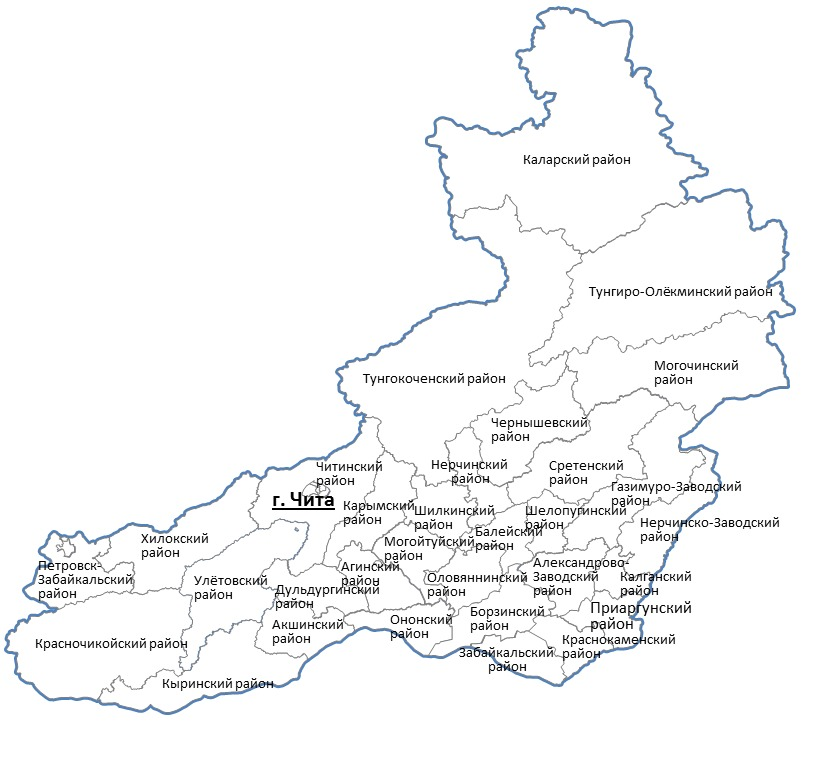 Каларский район
Тунгиро-Олёкминский район
Могочинский
район
Тунгокоченский район
Чернышевский
район
Читинский
район
Нерчинский
район
Сретенский
район
г. Чита
Газимуро-Заводский
район
Карымский
район
Шилкинский
район
Шелопугинский
район
Нерчинско-Заводский
район
Балейский
район
Хилокский
район
Могойтуйский
район
Петровск-
Забайкальский
район
Улётовский
район
Агинский
район
Дульдургинский
район
Оловяннинский
район
Александрово-
Заводский
район
Калганский
район
Приаргунский
район
Борзинский
район
Ононский
район
Акшинский
район
Красночикойский район
Краснокаменский
район
Забайкальский
район
Кыринский район